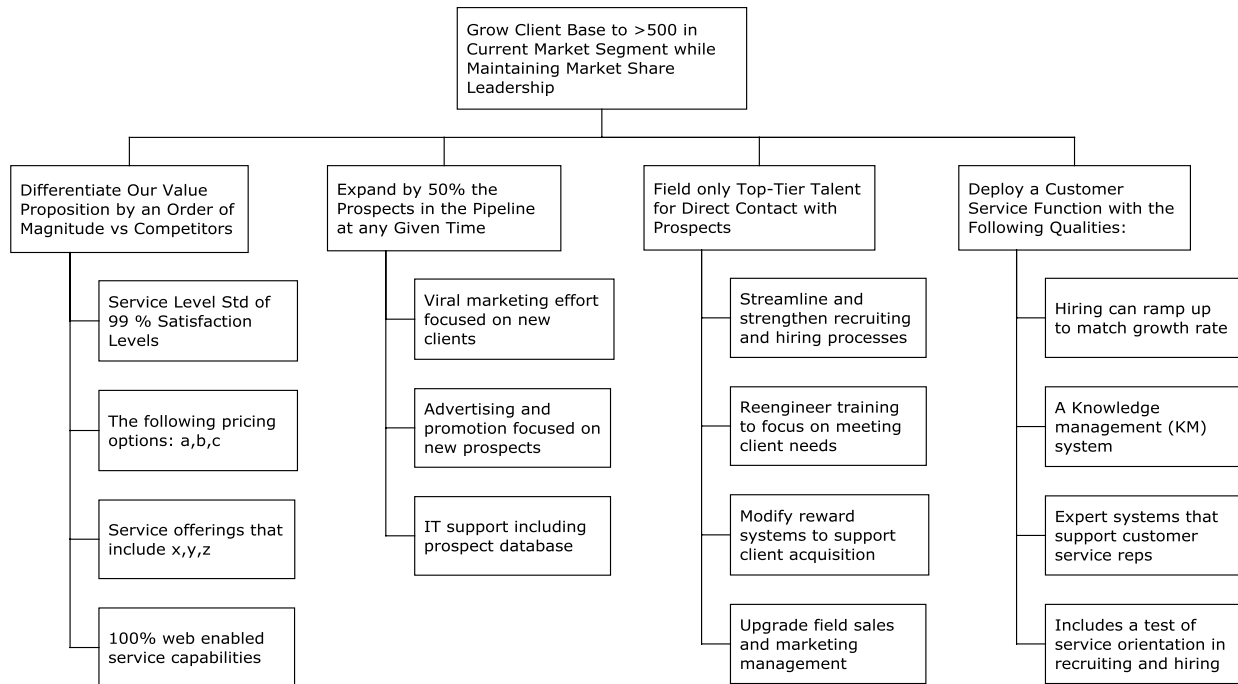 Grow Client Base to >500 in
Current Market Segment while
Maintaining Market Share
Leadership
Differentiate Our Value
Proposition by an Order of
Magnitude vs Competitors
Service Level Std of
99 % Satisfaction
Levels
The following pricing
options: a,b,c
Service offerings that
include x,y,z
100% web enabled
service capabilities
Expand by 50% the
Prospects in the Pipeline
at any Given Time
Viral marketing effort
focused on new
clients
Advertising and
promotion focused on
new prospects
IT support including
prospect database
Field only Top-Tier Talent
for Direct Contact with
Prospects
Streamline and
strengthen recruiting
and hiring processes
Reengineer training
to focus on meeting
client needs
Modify reward
systems to support
client acquisition
Upgrade field sales
and marketing
management
Deploy a Customer
Service Function with the
Following Qualities:
Hiring can ramp up
to match growth rate
A Knowledge
management (KM)
system
Expert systems that
support customer
service reps
Includes a test of
service orientation in
recruiting and hiring